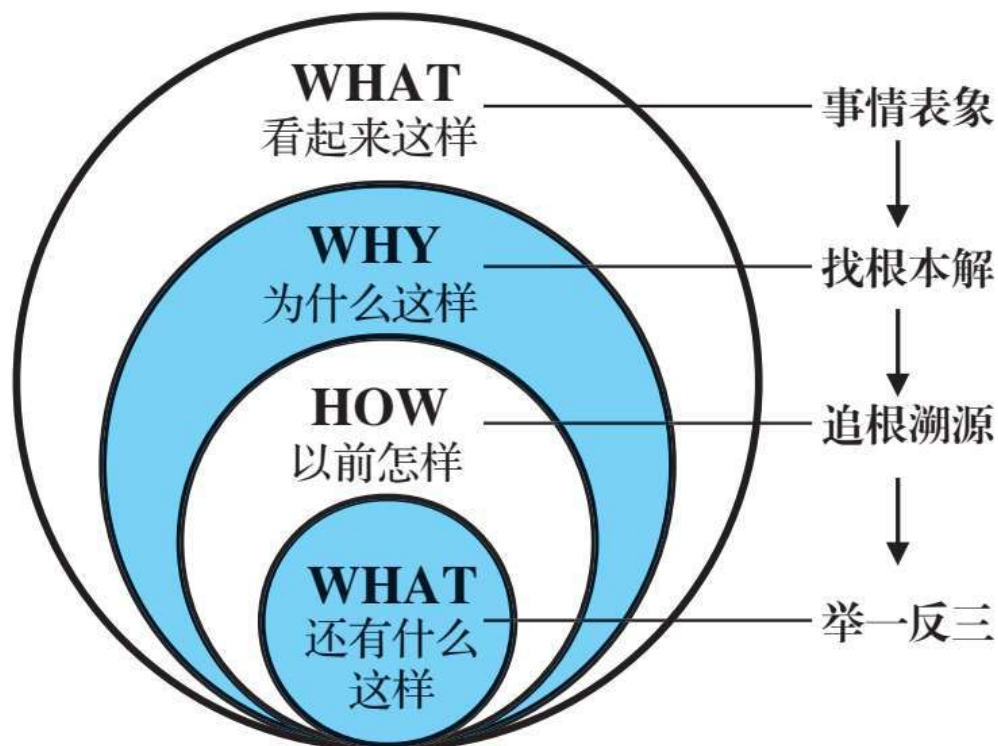 WHAT
看起来这样
事情表象
WHY
为什么这样
找根本解
HOW
以前怎样
追根溯源
WHAT
还有什么
这样
举一反三